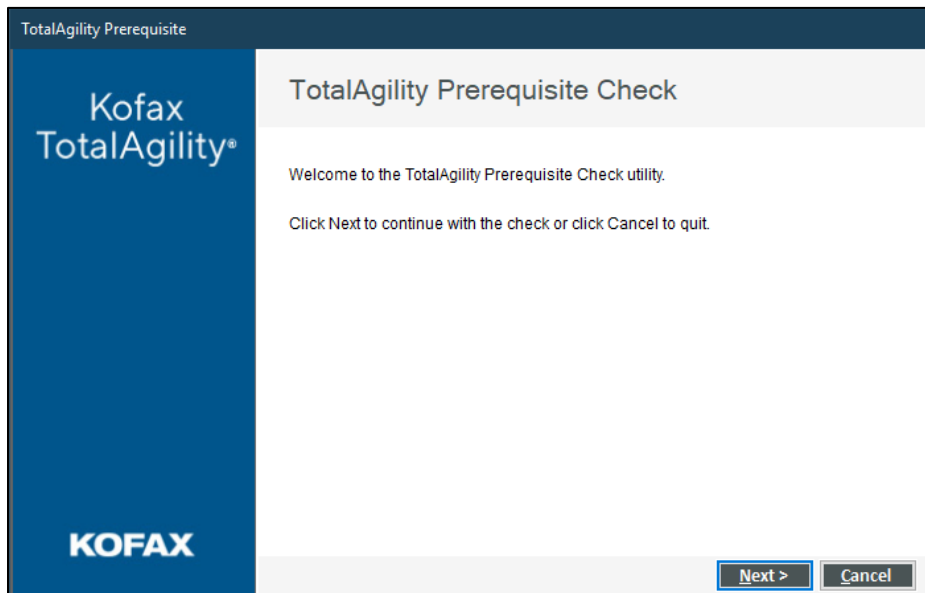 TotalAgility Prerequisite
Kofax
TotalAgility®
TotalAgility Prerequisite Check
Welcome to the TotalAgility Prerequisite Check utility.
Click Next to continue with the check or click Cancel to quit.
KOFAX
Next >
Cancel